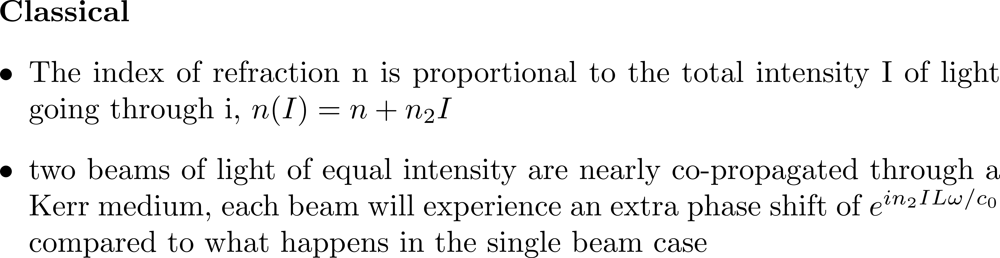 Classical
• The index of refraction n is proportional to the total intensity I of light
going through i, $n(I) = n + n_2 I$
• two beams of light of equal intensity are nearly co-propagated through a
Kerr medium, each beam will experience an extra phase shift of $e^{in_2 IL\omega/c_0}$
compared to what happens in the single beam case